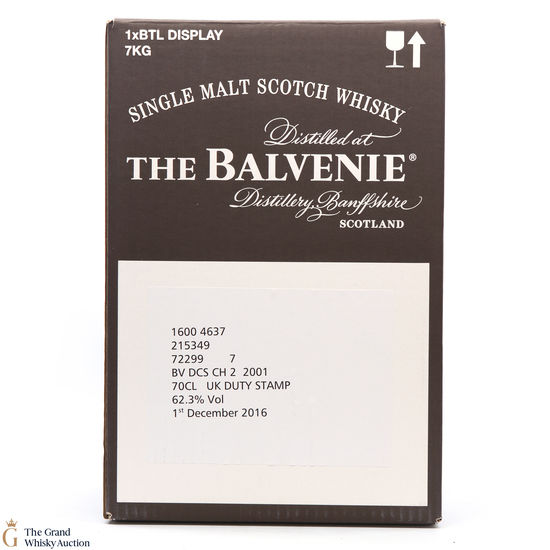 1xBTL DISPLAY
7KG
SINGLE MALT SCOTCH WHISKY
Distilled at
THE BALVENIE®
Distillery, Banffshire
SCOTLAND
1600 4637
215349
72299 7
BV DCS CH 2 2001
70CL UK DUTY STAMP
62.3% Vol
1st December 2016
G
The Grand
Whisky Auction